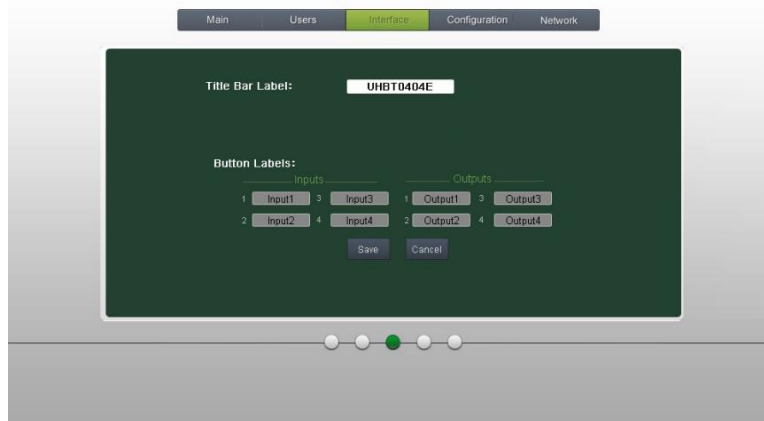 Main Users Interface Configuration Network
Title Bar Label: UHBT0404E
Button Labels:
Inputs Outputs
1 Input1 3 Input3 1 Output1 3 Output3
2 Input2 4 Input4 2 Output2 4 Output4
Save Cancel